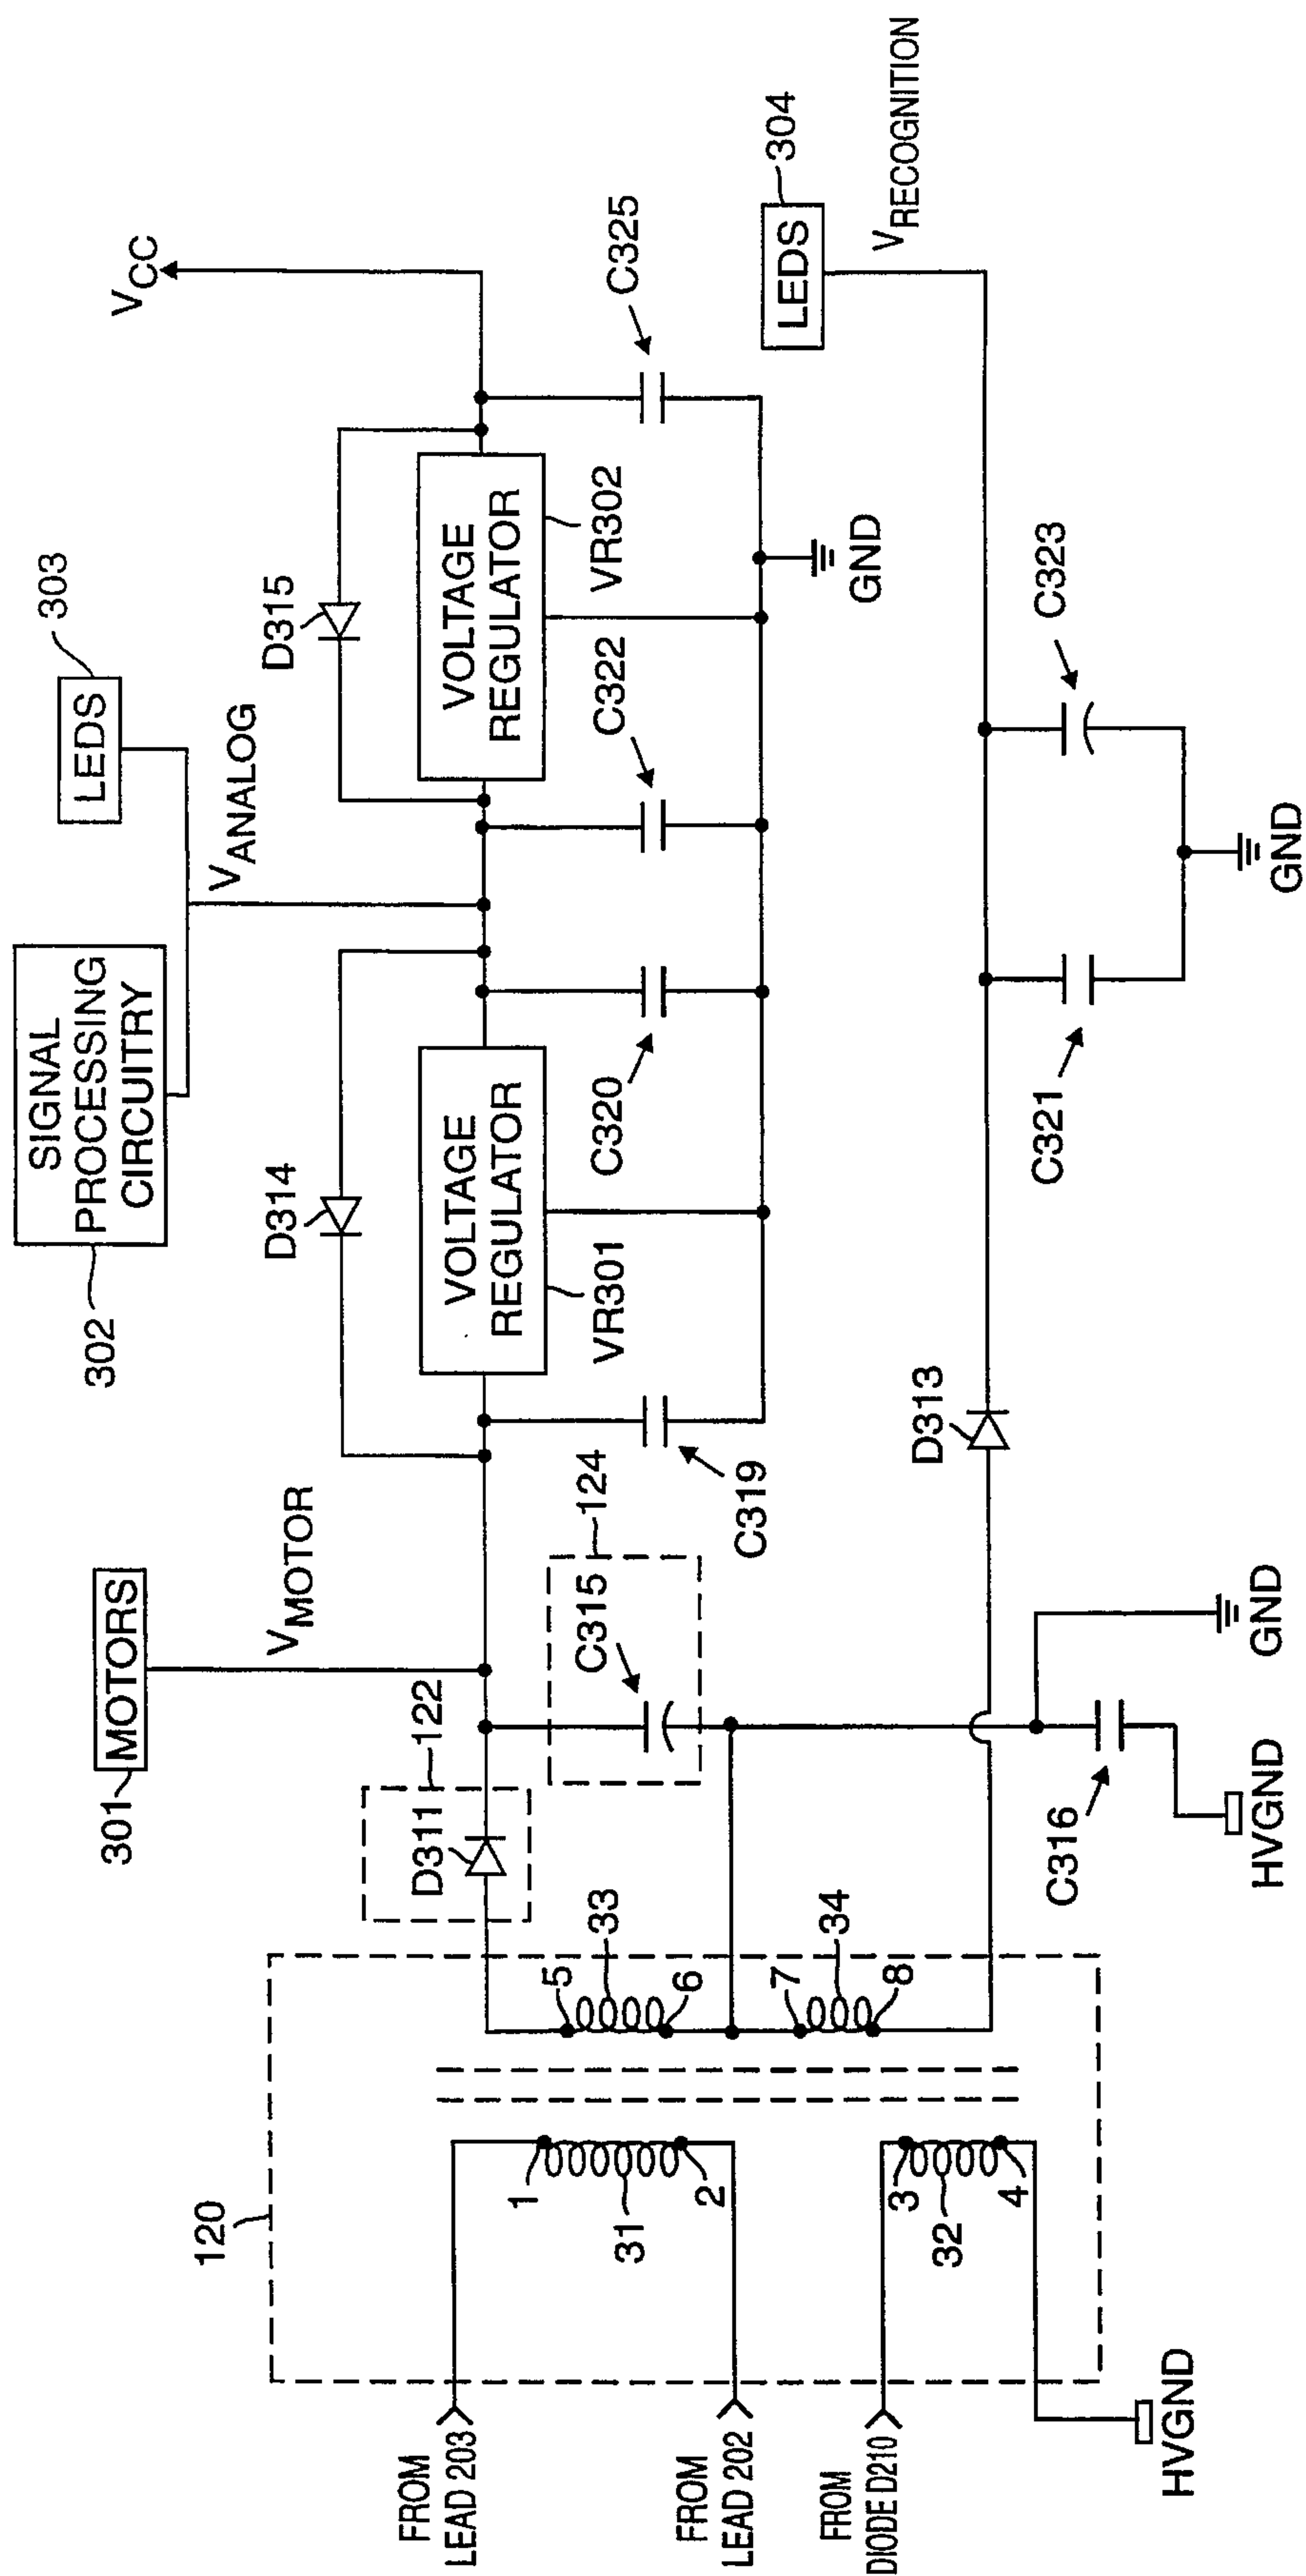 301
MOTORS
VMOTOR
302
SIGNAL
PROCESSING
CIRCUITRY
303
LEDS
VANALOG
VCC
D314
D315
120
122
D311
124
C315
VOLTAGE
REGULATOR
VR301
VOLTAGE
REGULATOR
VR302
C319
C320
C322
C325
GND
FROM
LEAD 203
FROM
LEAD 202
FROM
DIODE D210
HVGND
1
31
2
3
32
4
5
33
6
7
34
8
C316
HVGND
GND
D313
C321
C323
GND
LEDS
304
VRECOGNITION